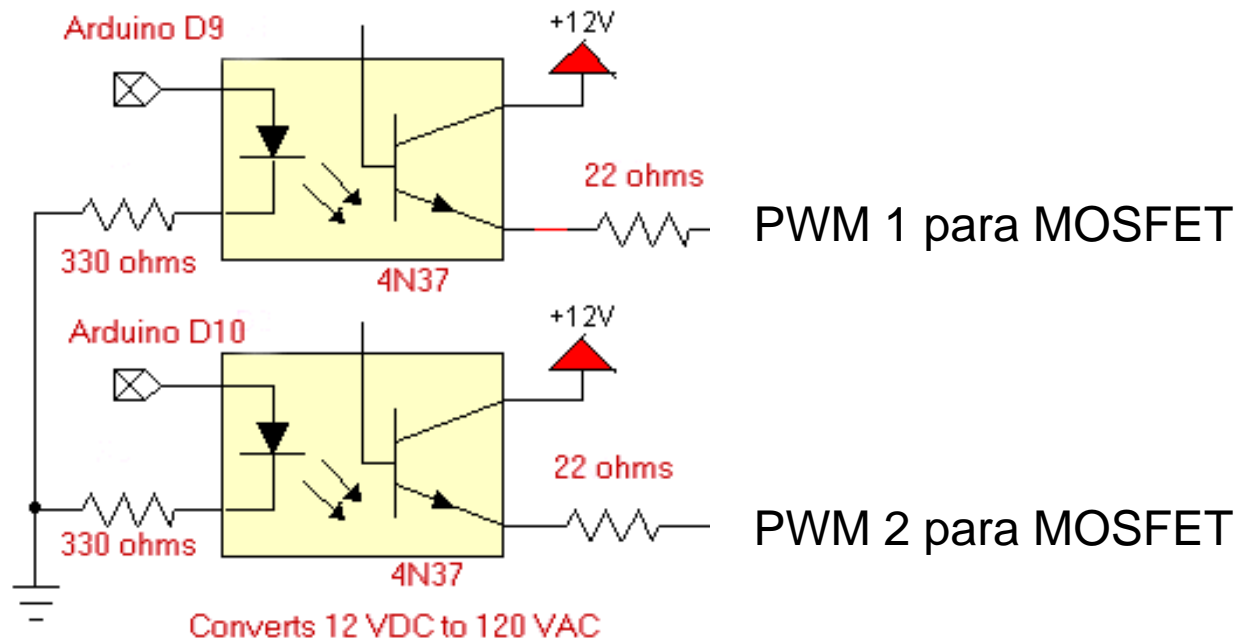 Arduino D9
+12V
22 ohms
PWM 1 para MOSFET
330 ohms
4N37
Arduino D10
+12V
22 ohms
PWM 2 para MOSFET
330 ohms
4N37
Converts 12 VDC to 120 VAC